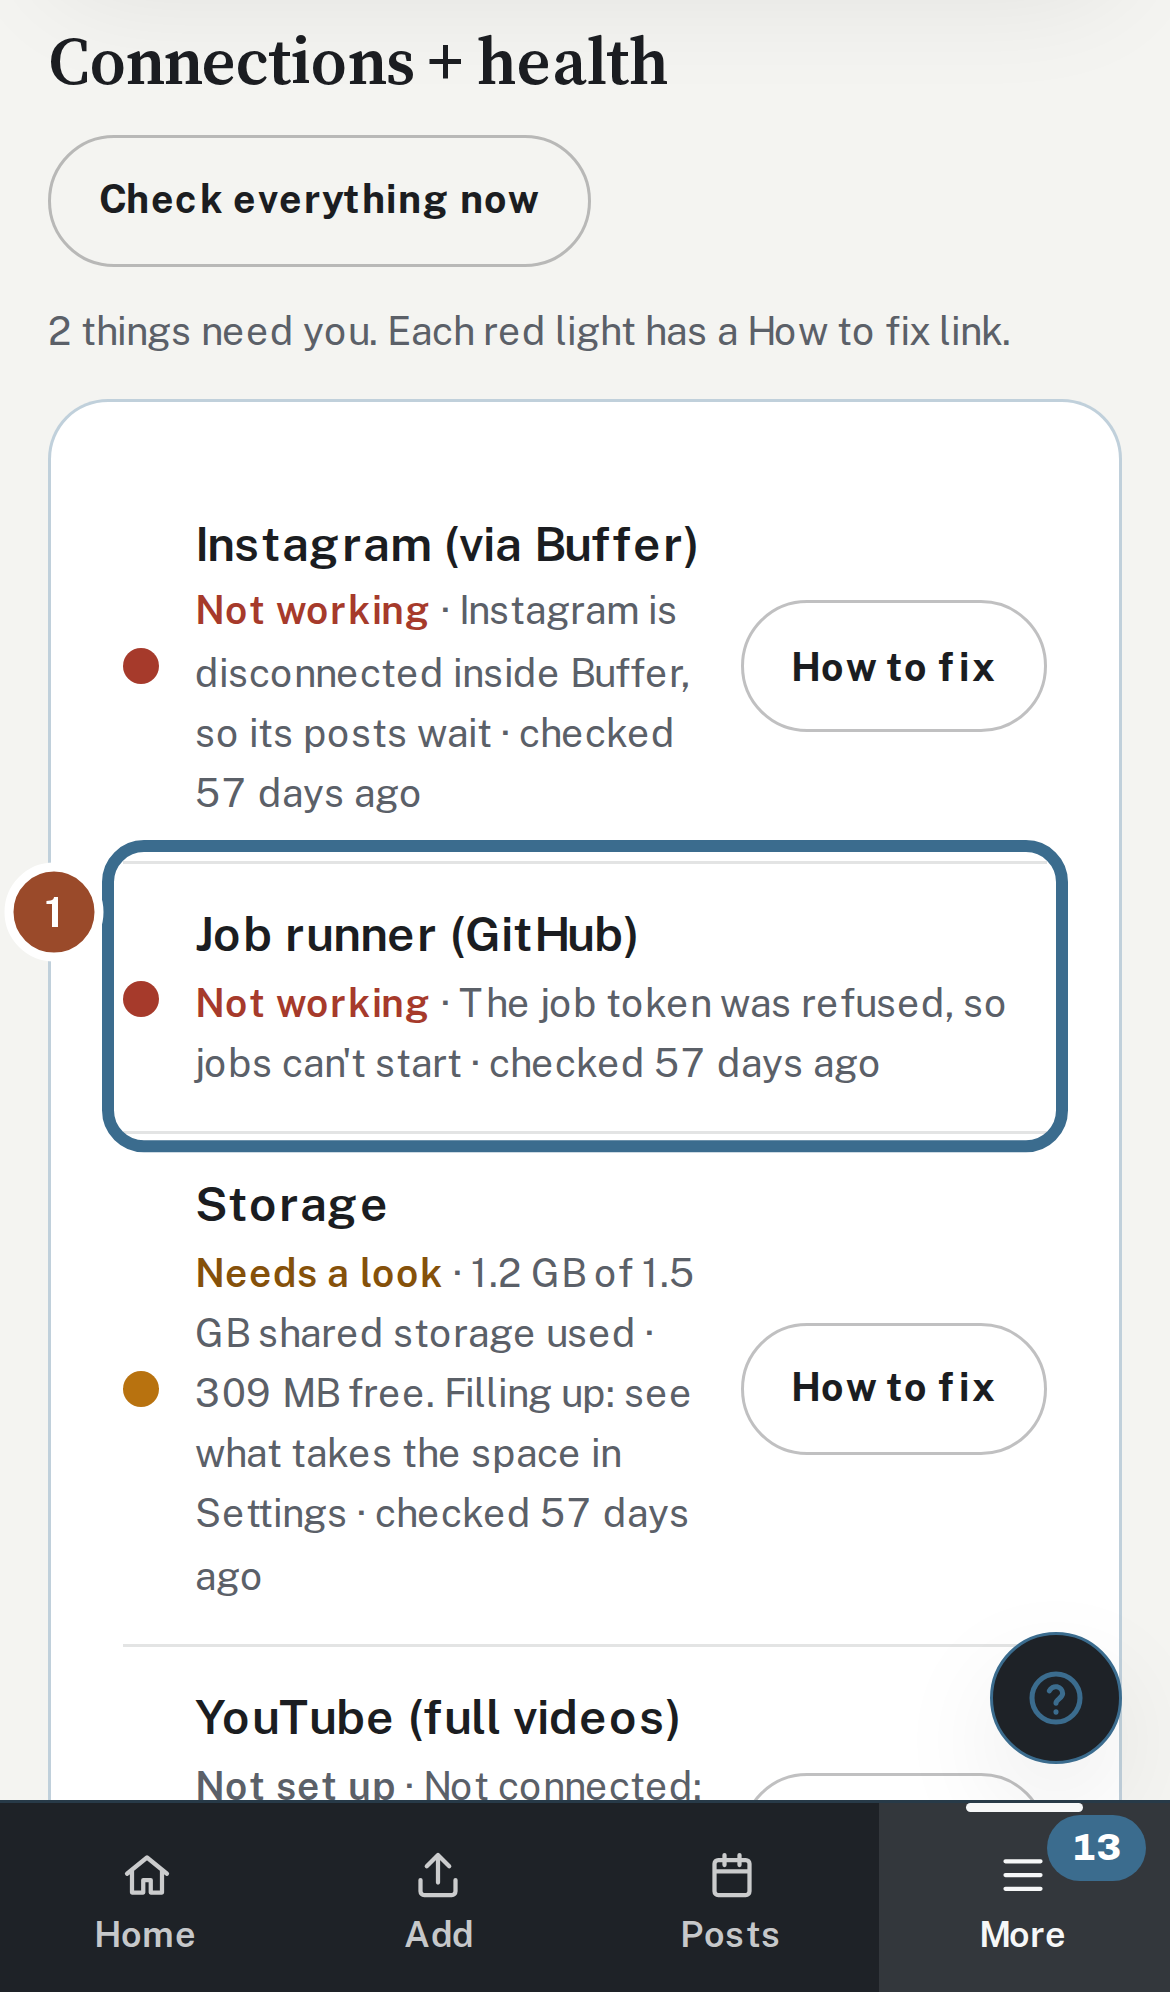 Connections + health
Check everything now
2 things need you. Each red light has a How to fix link.
Instagram (via Buffer)
Not working · Instagram is
disconnected inside Buffer,
so its posts wait · checked
57 days ago
How to fix
1
Job runner (GitHub)
Not working · The job token was refused, so
jobs can't start · checked 57 days ago
Storage
Needs a look · 1.2 GB of 1.5
GB shared storage used ·
309 MB free. Filling up: see
what takes the space in
Settings · checked 57 days
ago
How to fix
YouTube (full videos)
Not set up · Not connected:
13
Home
Add
Posts
More